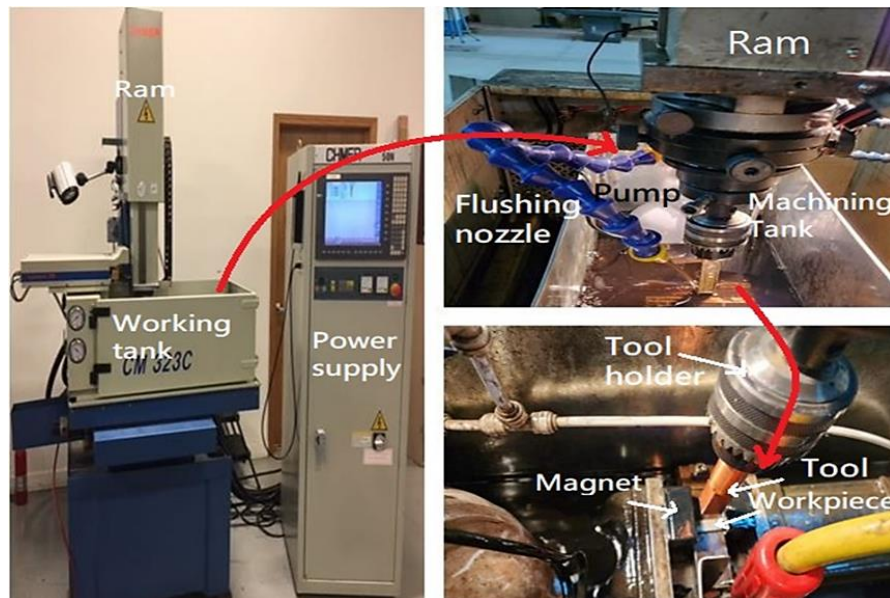 Ram
CHMER 50N
Working
tank
CM 323C
Power
supply
Ram
Pump
Flushing
nozzle
Machining
Tank
Tool
holder
Magnet
Tool
Workpiece